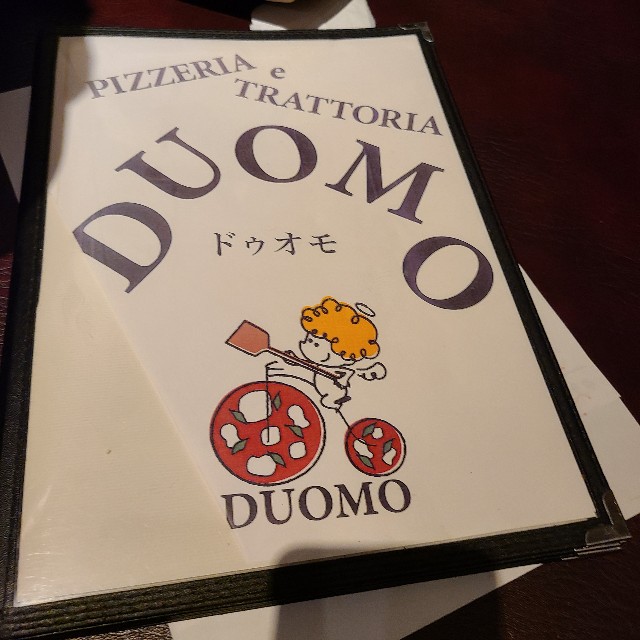 PIZZERIA e
TRATTORIA
DUOMO
ドゥオモ
DUOMO